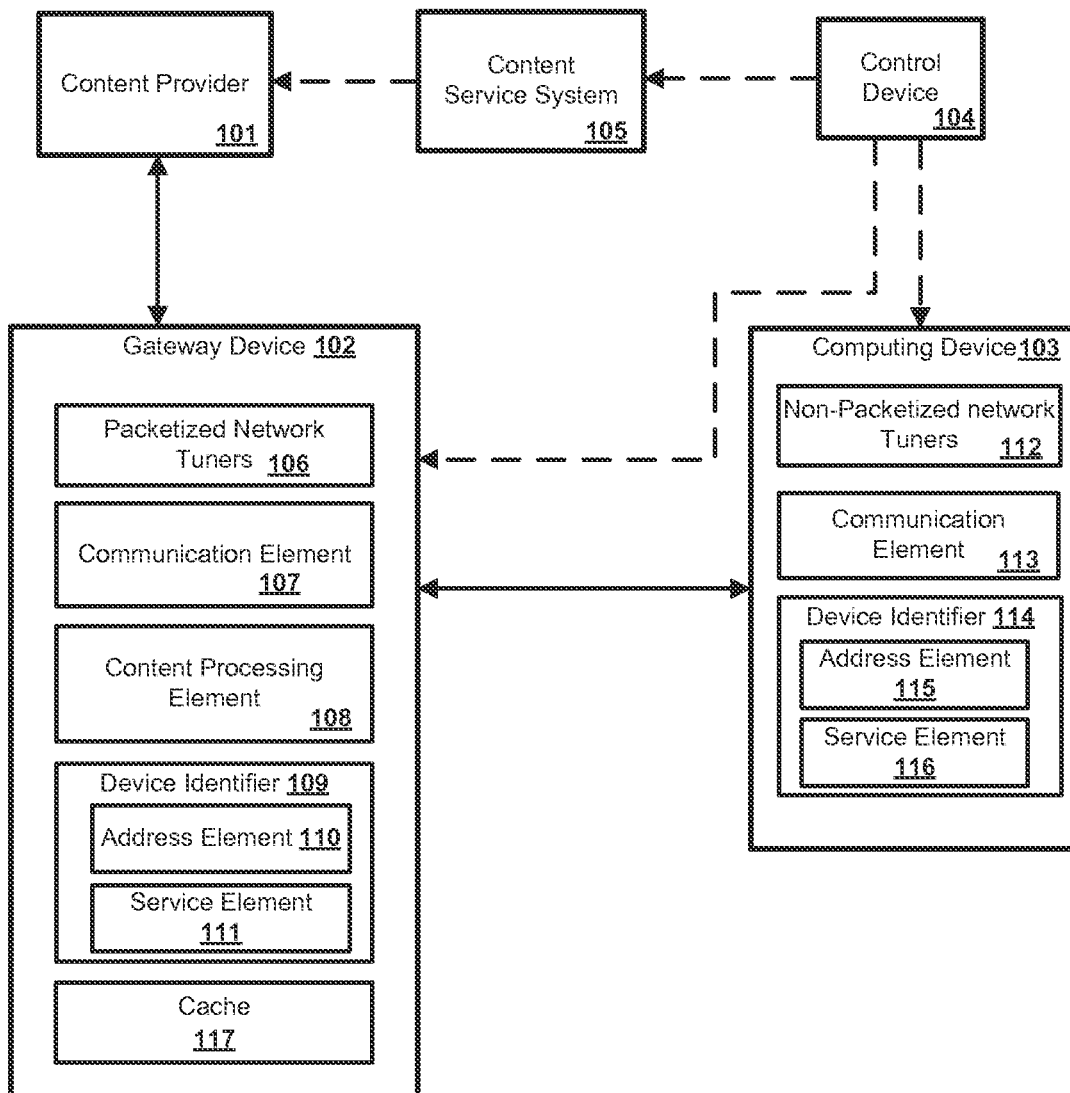 Content Provider
101
Content
Service System
105
Control
Device
104
Gateway Device 102
Packetized Network
Tuners 106
Communication Element
107
Content Processing
Element
108
Device Identifier 109
Address Element 110
Service Element
111
Cache
117
Computing Device103
Non-Packetized network
Tuners 112
Communication
Element 113
Device Identifier 114
Address Element
115
Service Element
116